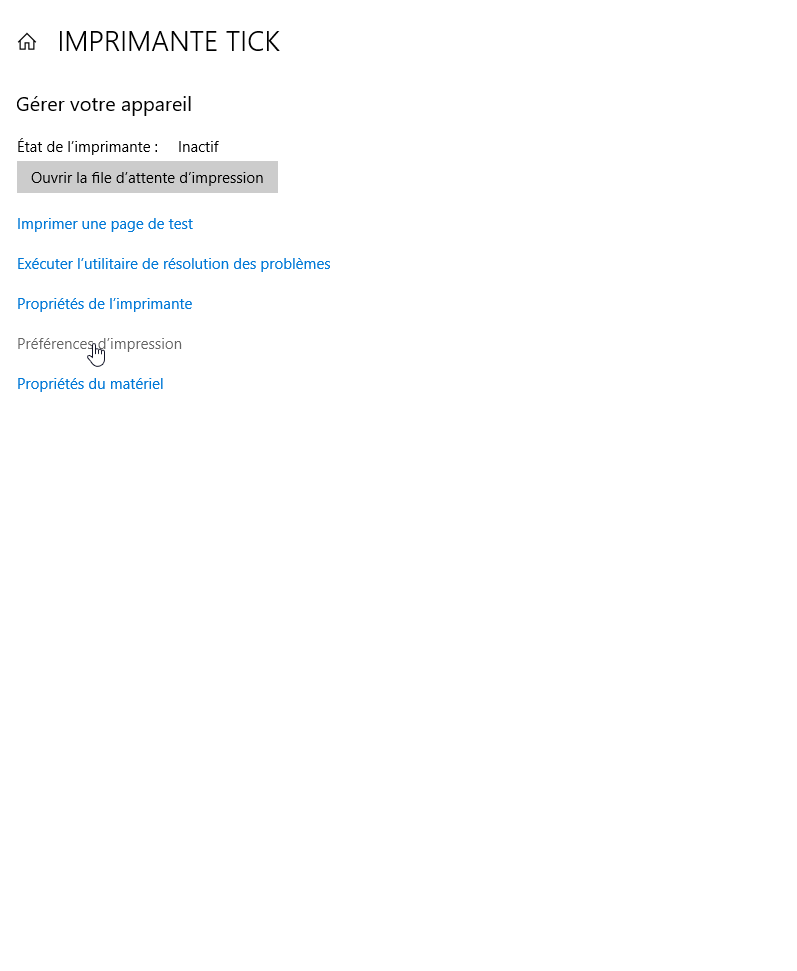 IMPRIMANTE TICK
Gérer votre appareil
État de l’imprimante : Inactif
Ouvrir la file d’attente d’impression
Imprimer une page de test
Exécuter l’utilitaire de résolution des problèmes
Propriétés de l’imprimante
Préférences d’impression
Propriétés du matériel